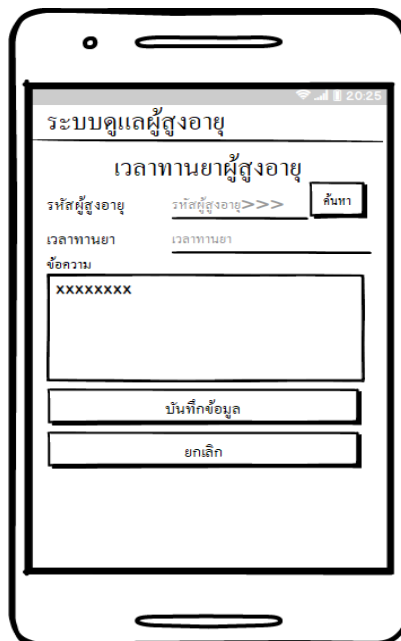 20:25
ระบบดูแลผู้สูงอายุ
เวลาทานยาผู้สูงอายุ
รหัสผู้สูงอายุ รหัสผู้สูงอายุ>>> ค้นหา
เวลาทานยา เวลาทานยา
ข้อความ
xxxxxxxx
บันทึกข้อมูล
ยกเลิก